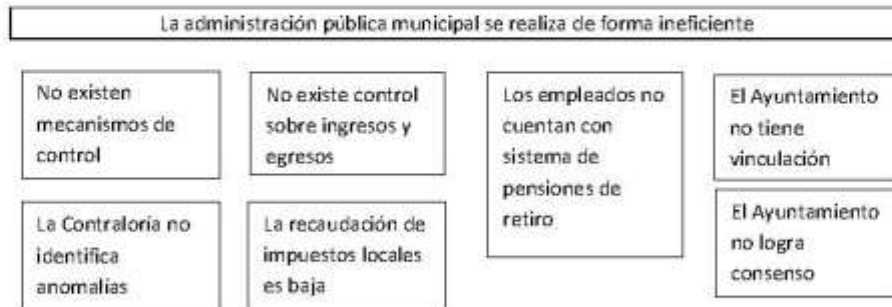 La administración pública municipal se realiza de forma ineficiente
No existen
mecanismos de
control
No existe control
sobre ingresos y
egresos
Los empleados no
cuentan con
sistema de
pensiones de
retiro
El Ayuntamiento
no tiene
vinculación
La Contraloría no
identifica
anomalías
La recaudación de
impuestos locales
es baja
El Ayuntamiento
no logra
consenso